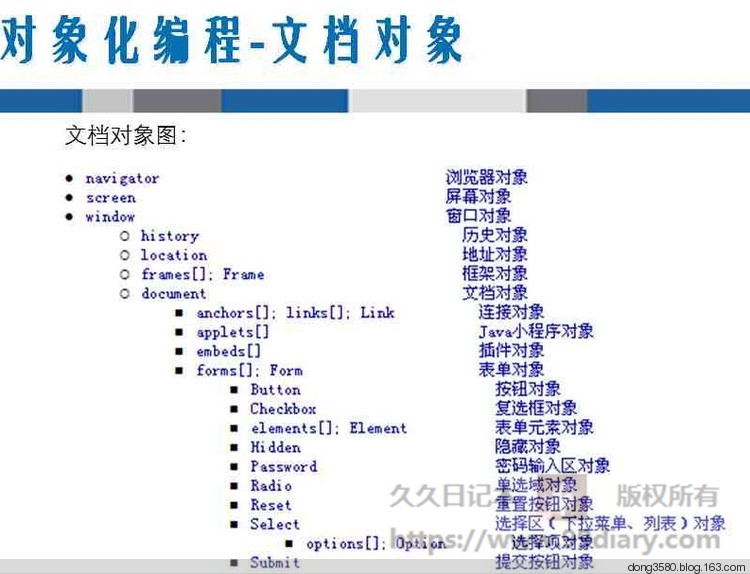 对象化编程-文档对象
文档对象图：
● navigator 浏览器对象
● screen 屏幕对象
● window 窗口对象
○ history 历史对象
○ location 地址对象
○ frames[]; Frame 框架对象
○ document 文档对象
■ anchors[]; links[]; Link 连接对象
■ applets[] Java小程序对象
■ embeds[] 插件对象
■ forms[]; Form 表单对象
■ Button 按钮对象
■ Checkbox 复选框对象
■ elements[]; Element 表单元素对象
■ Hidden 隐藏对象
■ Password 密码输入区对象
■ Radio 单选域对象
■ Reset 重置按钮对象
■ Select 选择区（下拉菜单、列表）对象
■ options[]; Option 选择项对象
■ Submit 提交按钮对象
久久日记本 版权所有
https://www.99diary.com
dong3580.blog.163.com